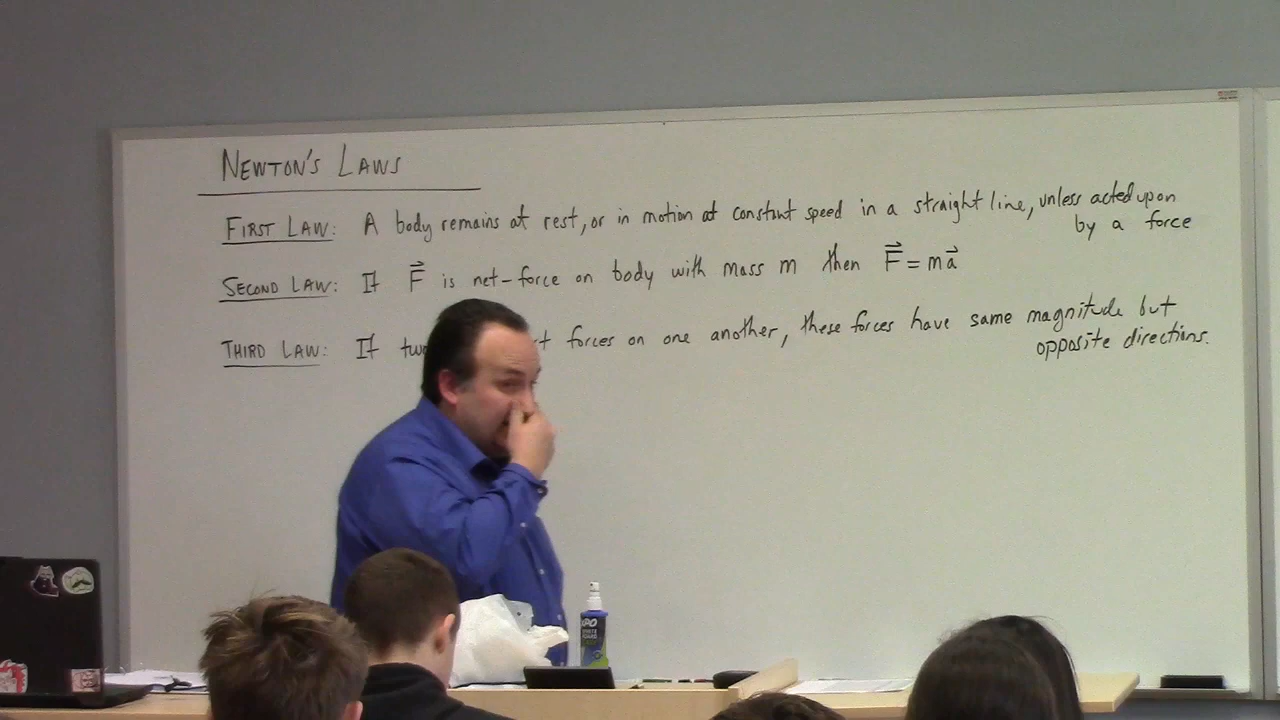 NEWTON'S LAWS
FIRST LAW: A body remains at rest, or in motion at constant speed in a straight line, unless acted upon
by a force
SECOND LAW: If F⃗ is net-force on body with mass m then F⃗ = ma⃗
THIRD LAW: If two forces on one another, these forces have same magnitude but
opposite directions.
EXPO